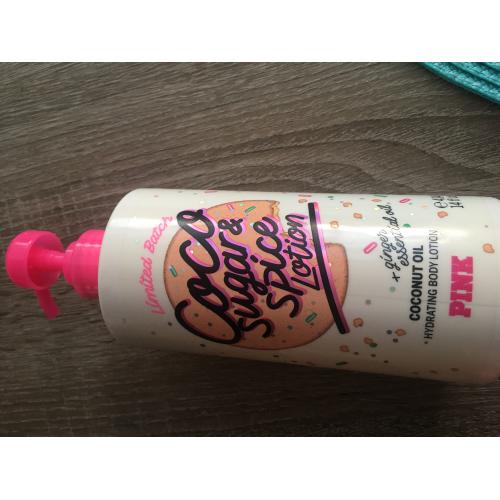 Limited Batch
Coco
Sugar &
Spice
Lotion
+ ginger
essential oil
COCONUT OIL
HYDRATING BODY LOTION
PINK